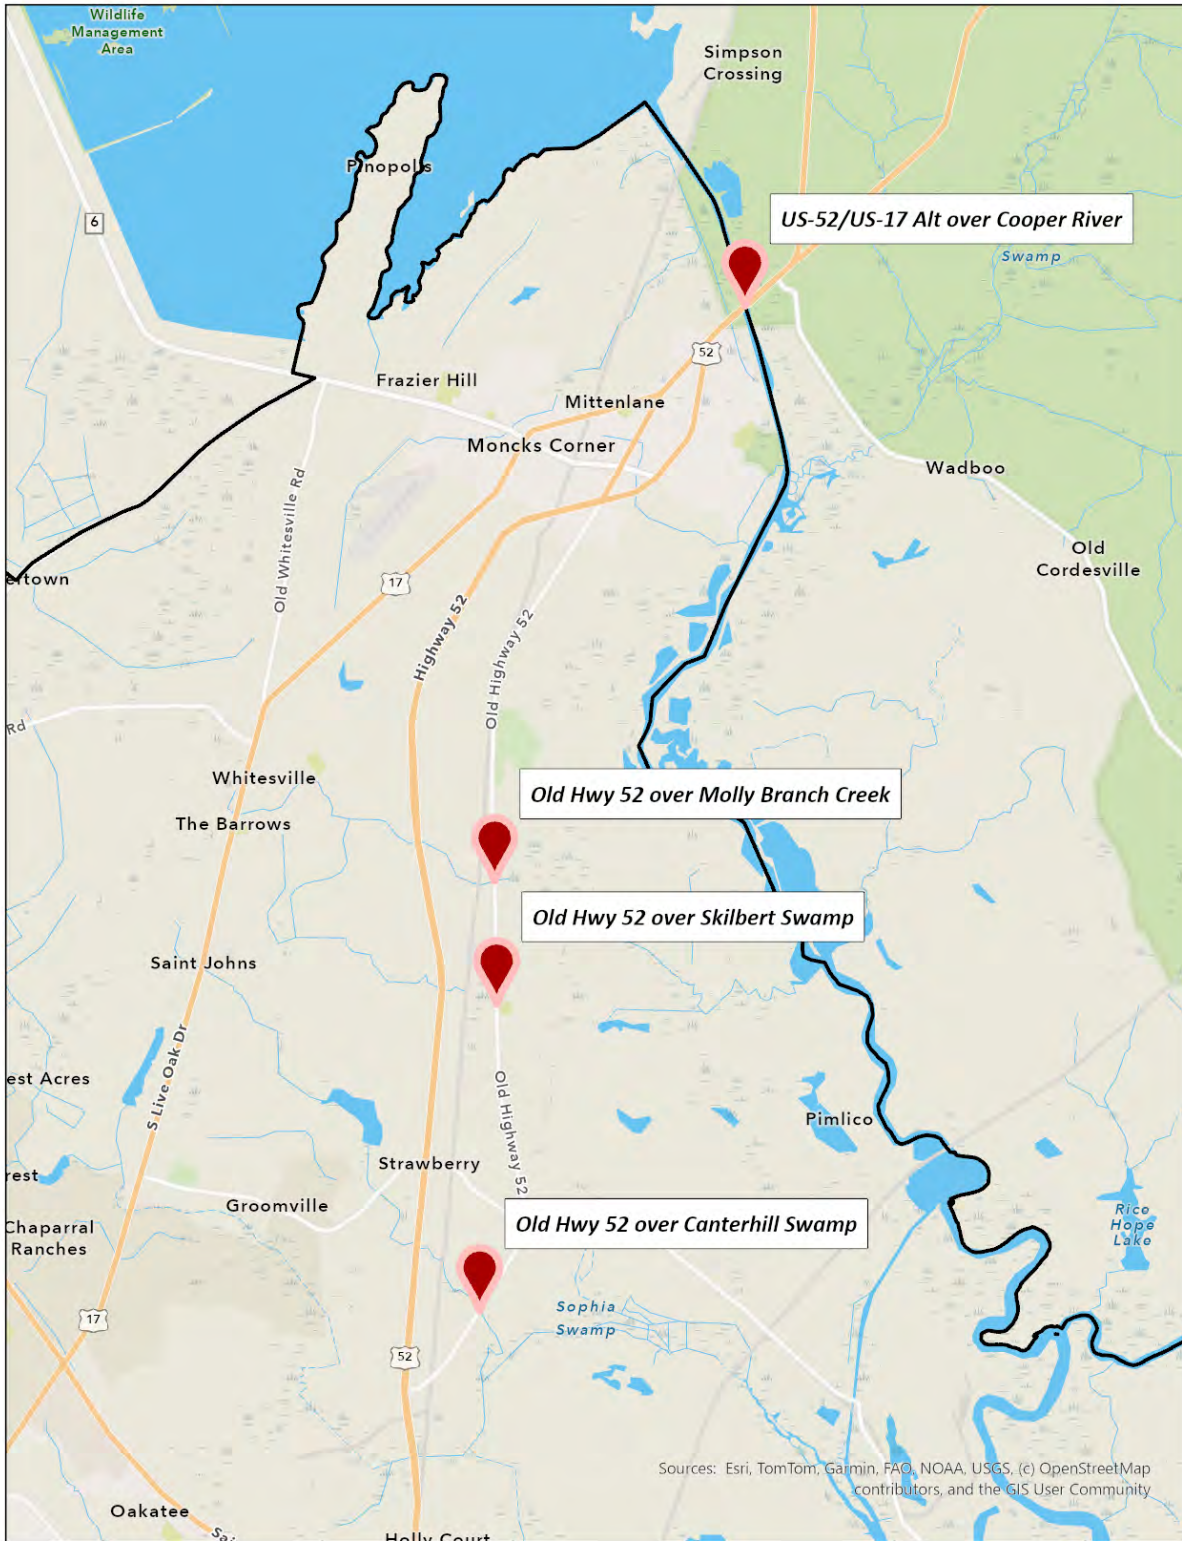 Wildlife
Management
Area
Simpson
Crossing
Pinopolis
6
US-52/US-17 Alt over Cooper River
Swamp
52
Frazier Hill
Mittenlane
Moncks Corner
Wadboo
Old Whitesville Rd
Old
Cordesville
ertown
17
Highway 52
Old Highway 52
Rd
Whitesville
Old Hwy 52 over Molly Branch Creek
The Barrows
Old Hwy 52 over Skilbert Swamp
Saint Johns
S Live Oak Dr
est Acres
Old Highway 52
Pimlico
Strawberry
rest
Groomville
Old Hwy 52 over Canterhill Swamp
Chaparral
Ranches
Rice
Hope
Lake
17
Sophia
Swamp
52
Sources: Esri, TomTom, Garmin, FAO, NOAA, USGS, (c) OpenStreetMap
contributors, and the GIS User Community
Oakatee
Sai
Holly Court